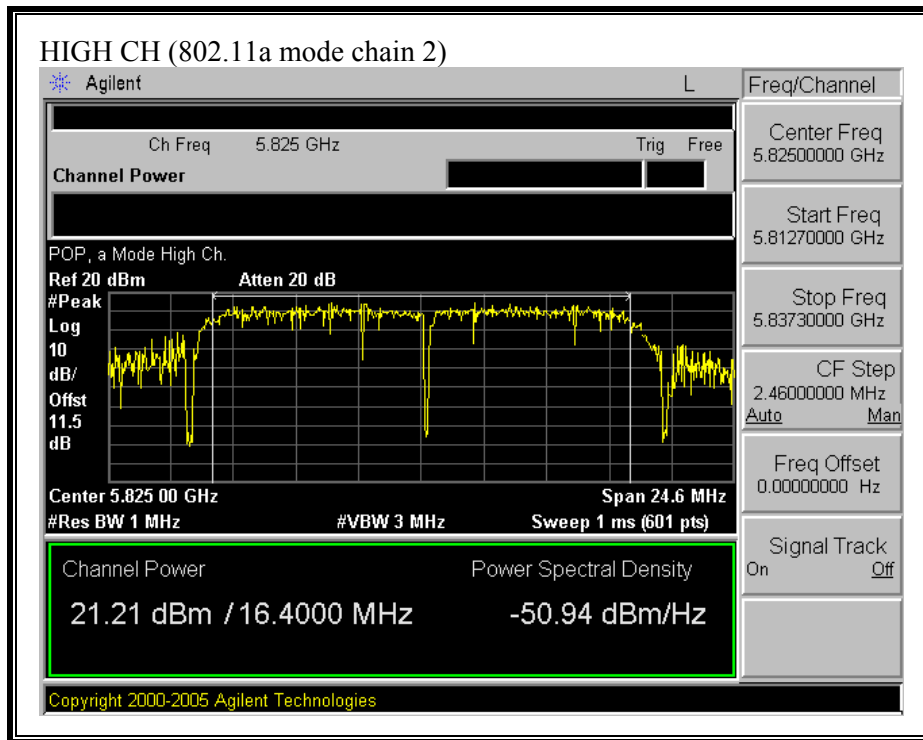 HIGH CH (802.11a mode chain 2)
Agilent L
Freq/Channel
Ch Freq 5.825 GHz Trig Free
Channel Power
POP, a Mode High Ch.
Ref 20 dBm Atten 20 dB
#Peak
Log
10
dB/
Offst
11.5
dB
Center 5.825 00 GHz Span 24.6 MHz
#Res BW 1 MHz #VBW 3 MHz Sweep 1 ms (601 pts)
Channel Power Power Spectral Density
21.21 dBm / 16.4000 MHz -50.94 dBm/Hz
Copyright 2000-2005 Agilent Technologies
Center Freq
5.82500000 GHz
Start Freq
5.81270000 GHz
Stop Freq
5.83730000 GHz
CF Step
2.46000000 MHz
Auto Man
Freq Offset
0.00000000 Hz
Signal Track
On Off